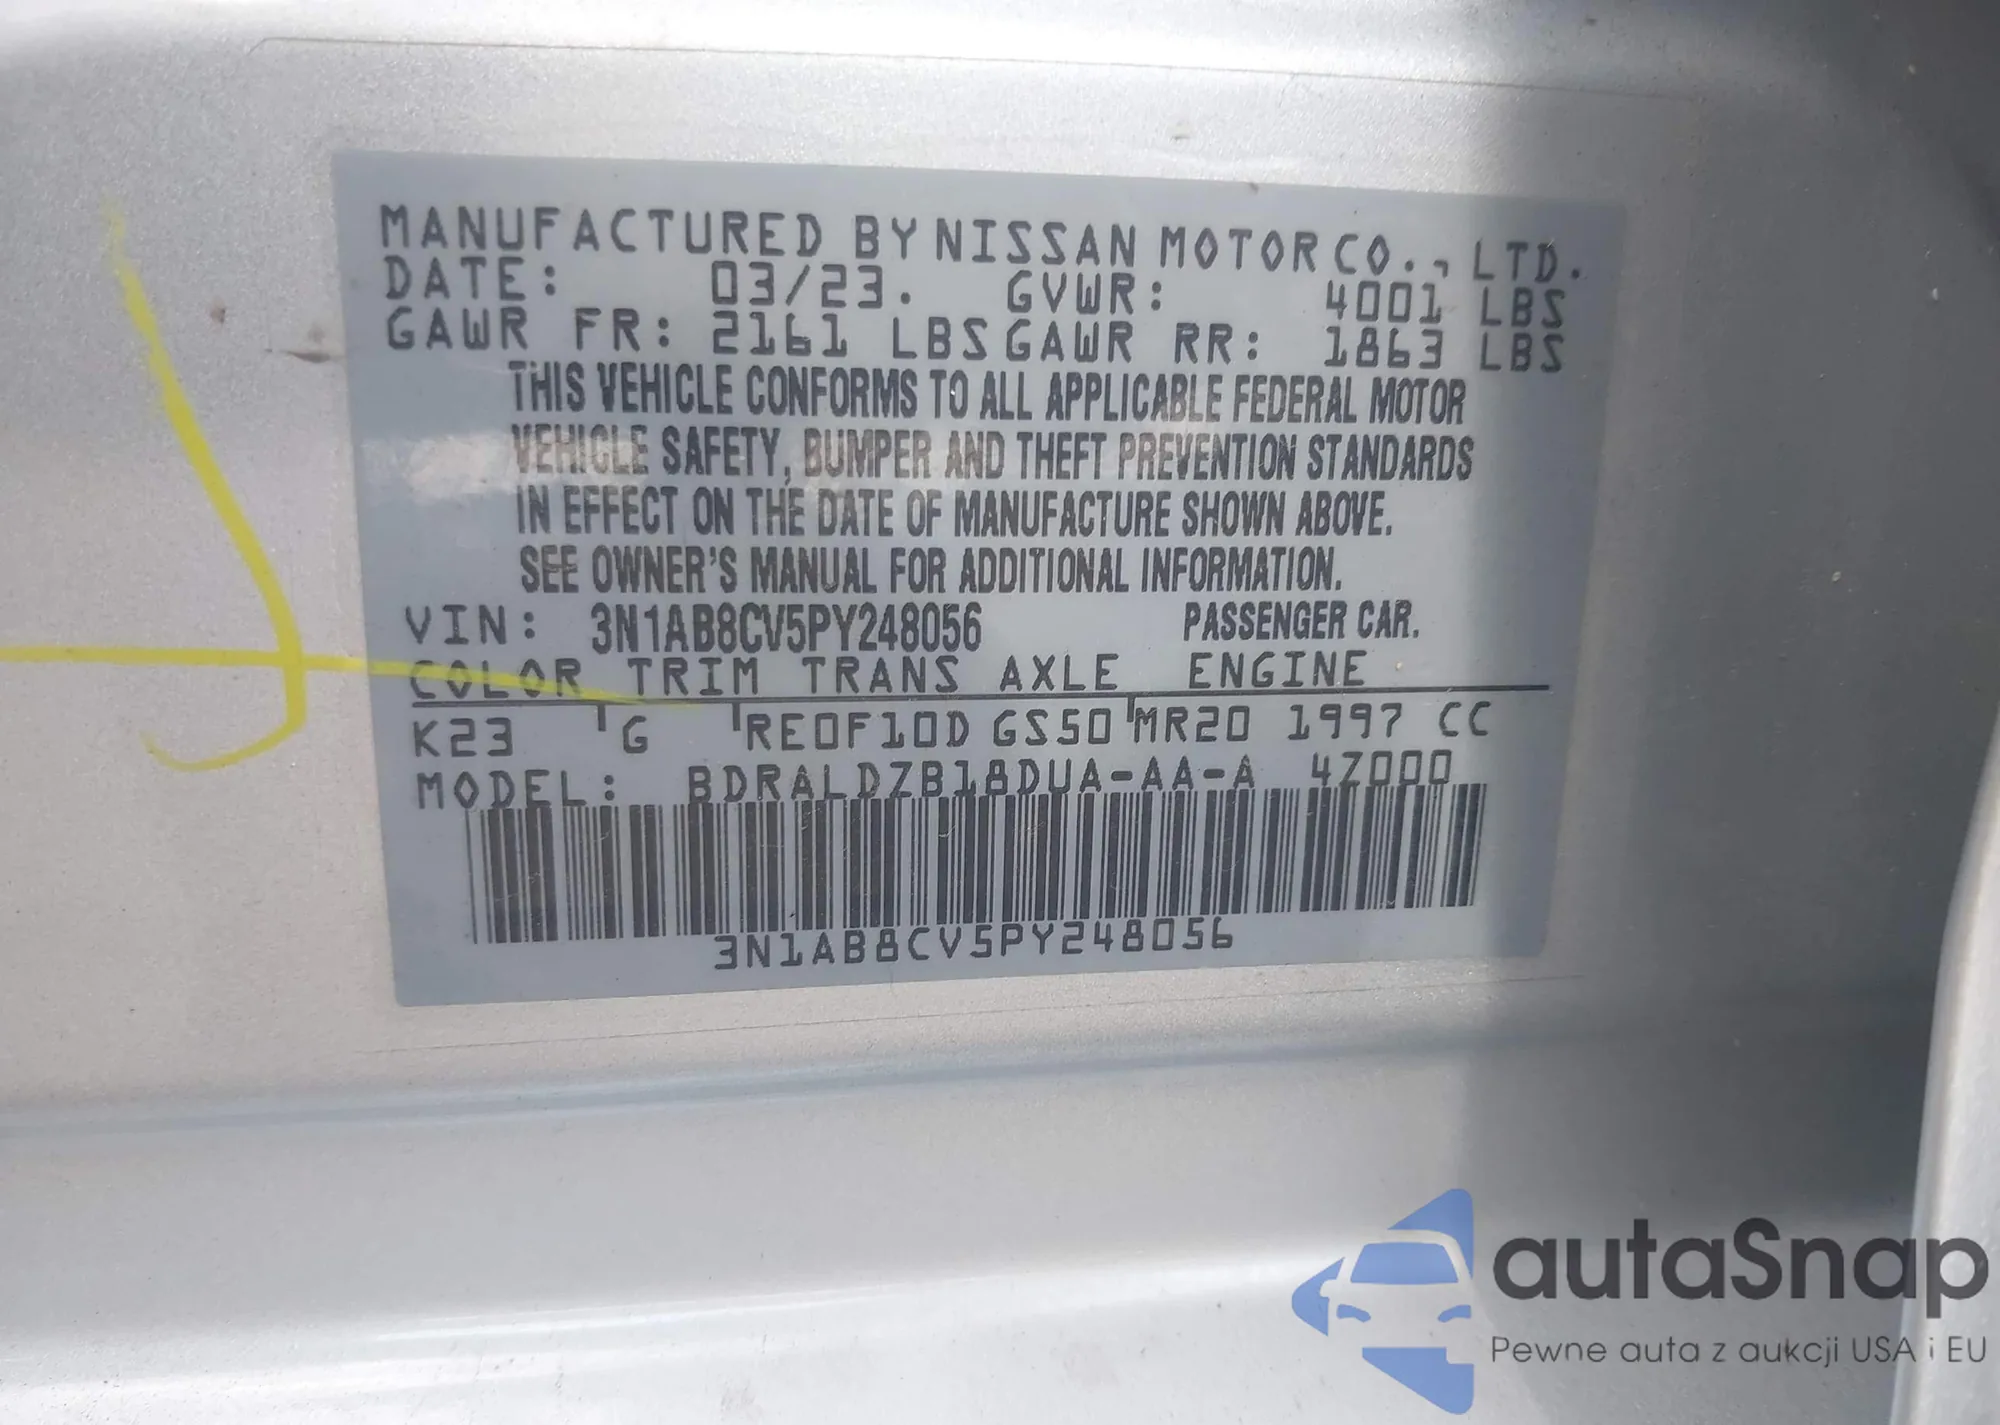 MANUFACTURED BY NISSAN MOTOR CO., LTD.
DATE: 03/23. GVWR: 4001 LBS
GAWR FR: 2161 LBS GAWR RR: 1863 LBS
THIS VEHICLE CONFORMS TO ALL APPLICABLE FEDERAL MOTOR
VEHICLE SAFETY, BUMPER AND THEFT PREVENTION STANDARDS
IN EFFECT ON THE DATE OF MANUFACTURE SHOWN ABOVE.
SEE OWNER'S MANUAL FOR ADDITIONAL INFORMATION.
VIN: 3N1AB8CV5PY248056 PASSENGER CAR.
COLOR TRIM TRANS AXLE ENGINE
K23 G RE0F10D GS50 MR20 1997 CC
MODEL: BDRALDZB18DUA-AA-A 4Z000
3N1AB8CV5PY248056
autaSnap
Pewne auta z aukcji USA i EU